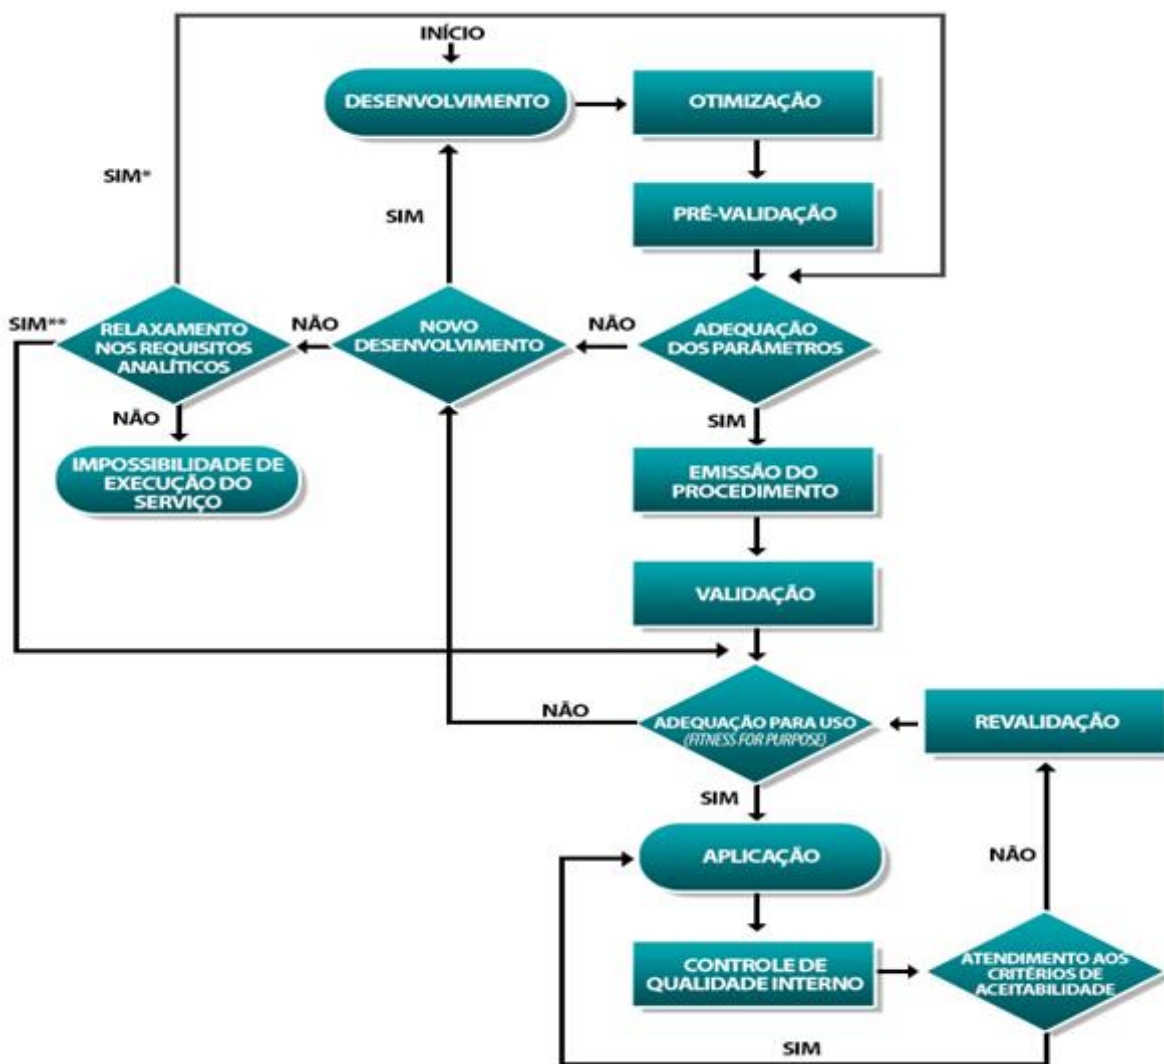 INÍCIO
DESENVOLVIMENTO
OTIMIZAÇÃO
SIM*
SIM
PRÉ-VALIDAÇÃO
SIM**
RELAXAMENTO
NOS REQUISITOS
ANALÍTICOS
NÃO
NOVO
DESENVOLVIMENTO
NÃO
ADEQUAÇÃO
DOS PARÂMETROS
NÃO
SIM
IMPOSSIBILIDADE DE
EXECUÇÃO DO
SERVIÇO
EMISSÃO DO
PROCEDIMENTO
VALIDAÇÃO
NÃO
ADEQUAÇÃO PARA USO
(FITNESS FOR PURPOSE)
REVALIDAÇÃO
SIM
APLICAÇÃO
NÃO
CONTROLE DE
QUALIDADE INTERNO
ATENDIMENTO AOS
CRITÉRIOS DE
ACEITABILIDADE
SIM